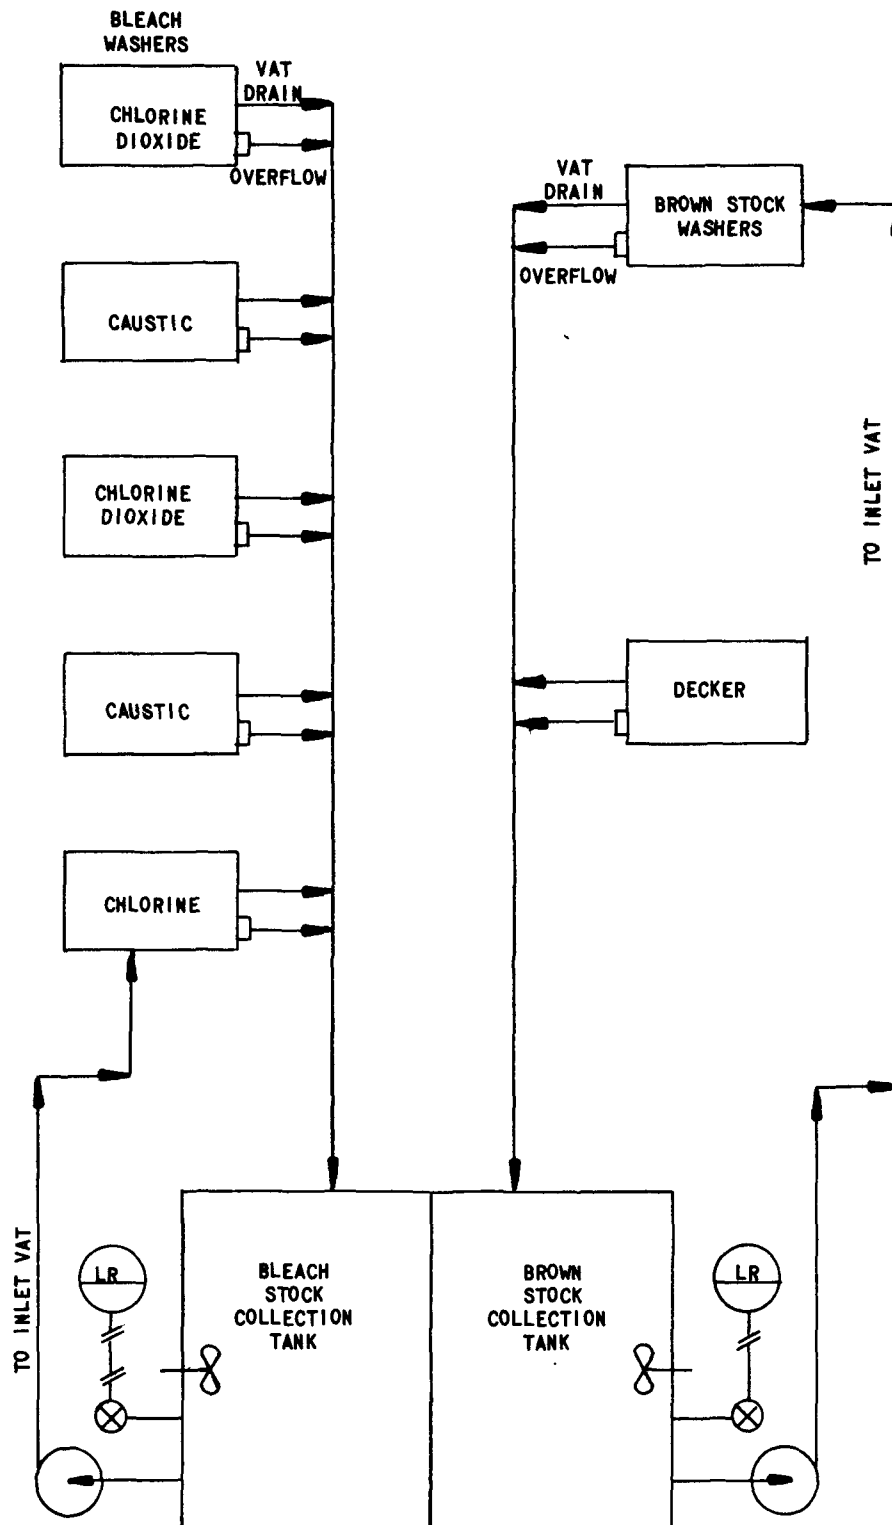 BLEACH
WASHERS
CHLORINE
DIOXIDE
VAT
DRAIN
OVERFLOW
CAUSTIC
CHLORINE
DIOXIDE
CAUSTIC
CHLORINE
VAT
DRAIN
OVERFLOW
BROWN STOCK
WASHERS
TO INLET VAT
DECKER
TO INLET VAT
LR
BLEACH
STOCK
COLLECTION
TANK
BROWN
STOCK
COLLECTION
TANK
LR